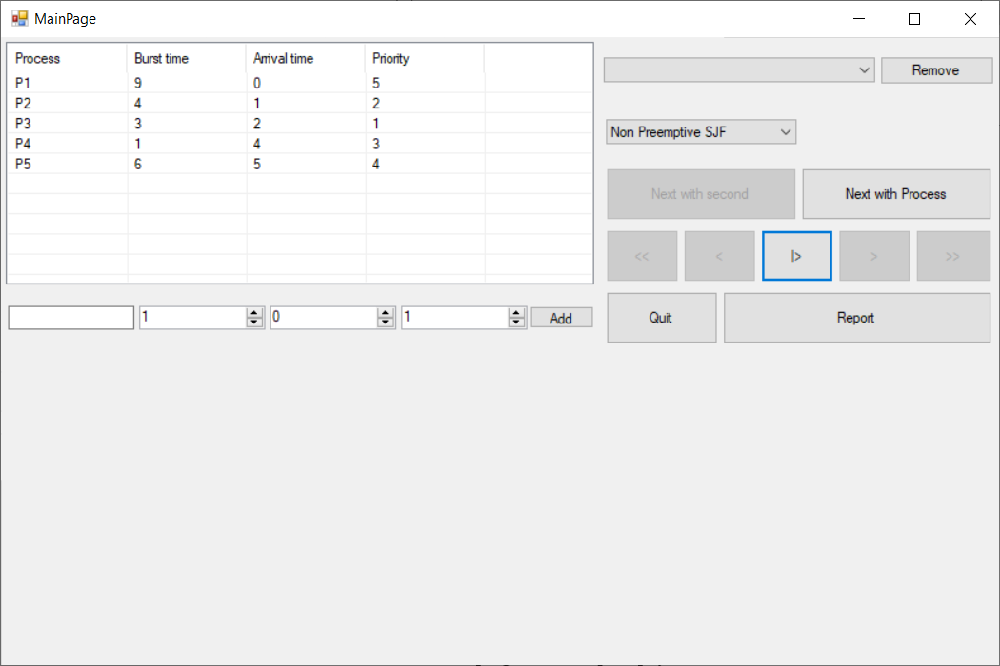 MainPage
Process Burst time Arrival time Priority
P1 9 0 5
P2 4 1 2
P3 3 2 1
P4 1 4 3
P5 6 5 4
Remove
Non Preemptive SJF
Next with second Next with Process
<< < |> > >>
1 0 1 Add
Quit Report